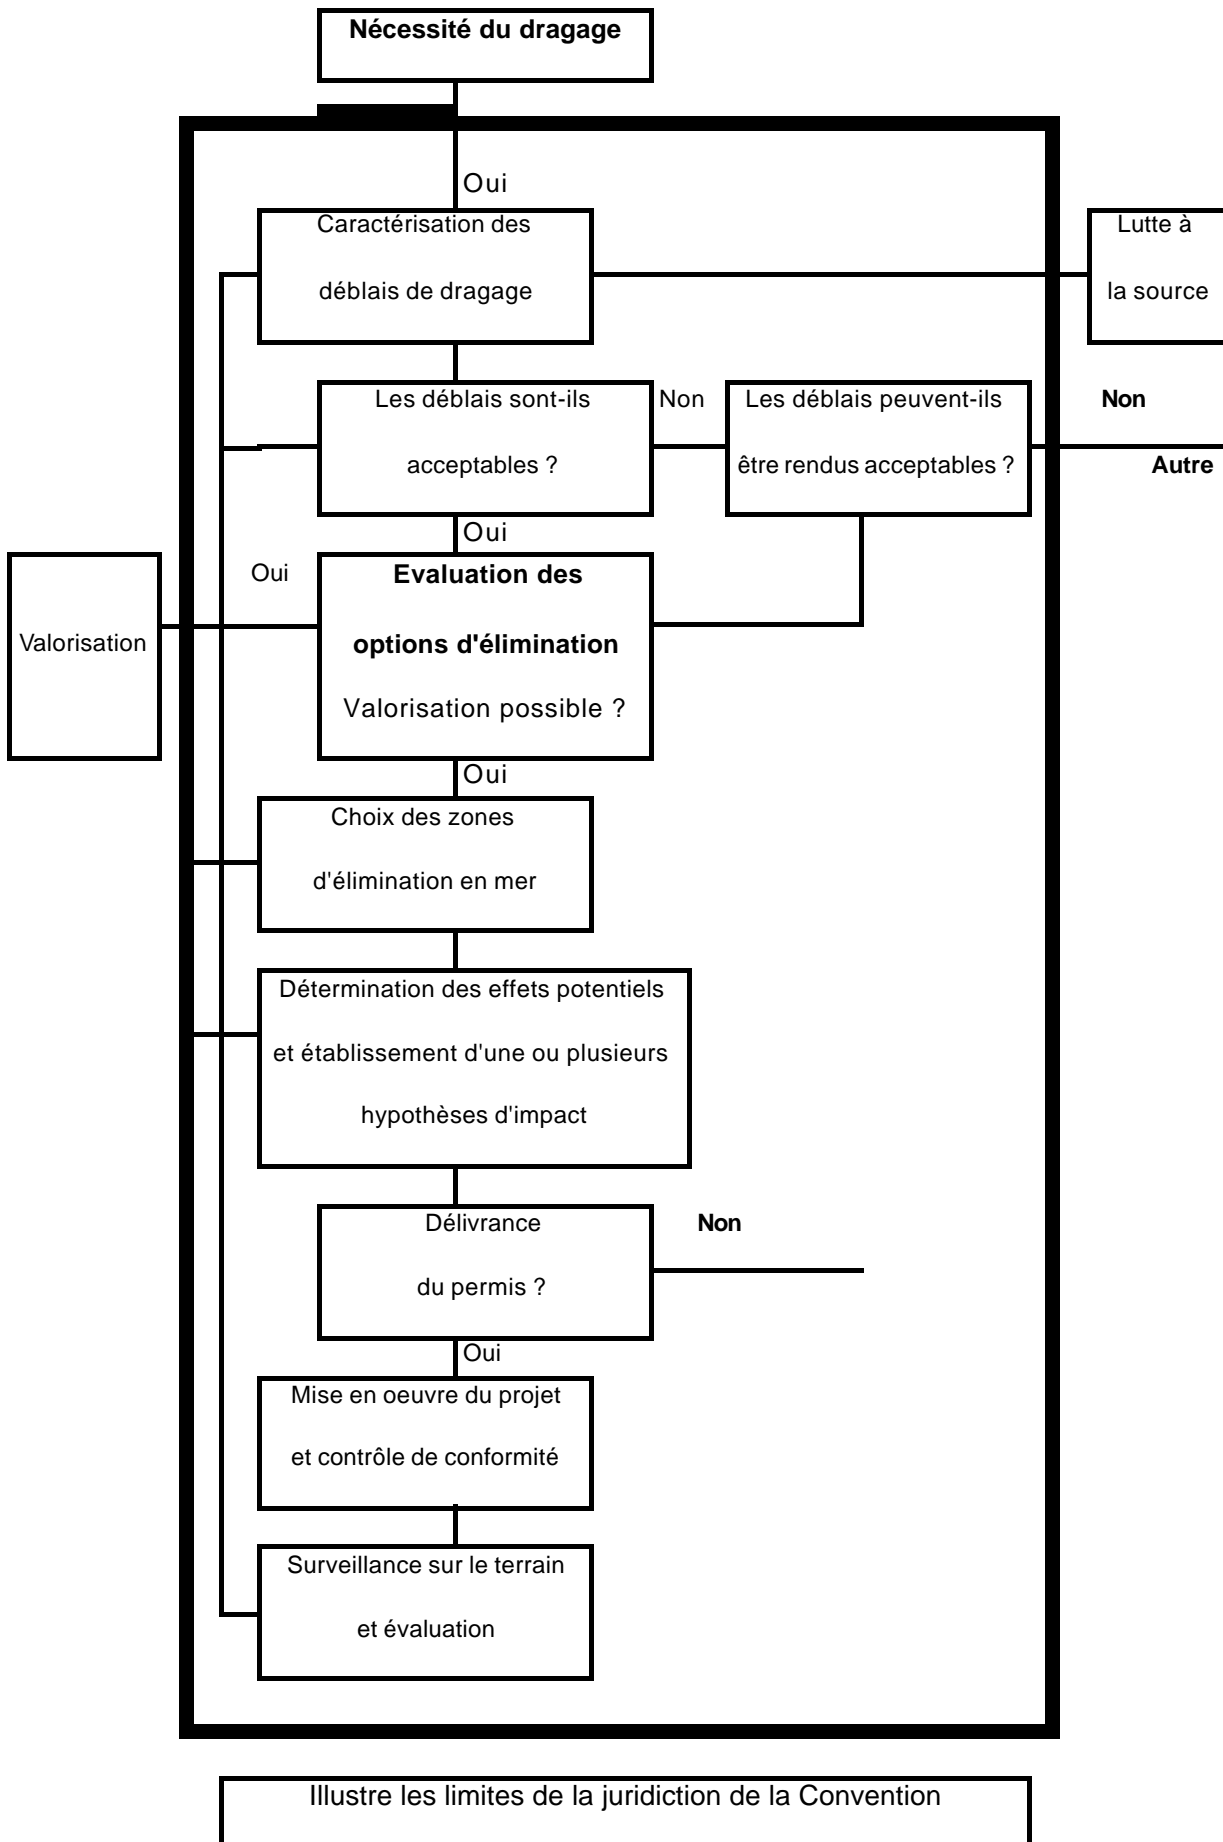 Nécessité du dragage
Oui
Caractérisation des
déblais de dragage
Lutte à
la source
Les déblais sont-ils
acceptables ?
Non
Les déblais peuvent-ils
être rendus acceptables ?
Non
Autre
Oui
Valorisation
Oui
Evaluation des
options d'élimination
Valorisation possible ?
Oui
Choix des zones
d'élimination en mer
Détermination des effets potentiels
et établissement d'une ou plusieurs
hypothèses d'impact
Délivrance
du permis ?
Non
Oui
Mise en oeuvre du projet
et contrôle de conformité
Surveillance sur le terrain
et évaluation
Illustre les limites de la juridiction de la Convention